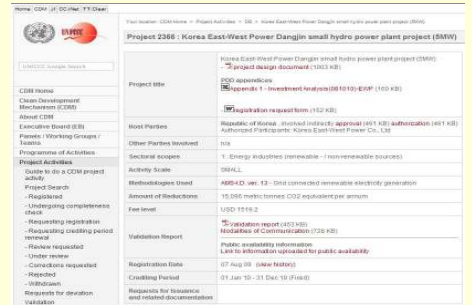 Home CDM JI CC:iNet TT:Clear
Your location: CDM-Home > Project Activities > DB > Korea East-West Power Dangjin small hydro power plant project (5MW)
Project 2366 : Korea East-West Power Dangjin small hydro power plant project (5MW)
UNFCCC
UNFCCC Google Search
CDM Home
Clean Development
Mechanism (CDM)
About CDM
Executive Board (EB)
Panels / Working Groups /
Teams
Programme of Activities
Project Activities
Guide to do a CDM project
activity
Project Search
- Registered
- Undergoing completeness
check
- Requesting registration
- Requesting crediting period
renewal
- Review requested
- Under review
- Corrections requested
- Rejected
- Withdrawn
Requests for deviation
Validation
Project title
Korea East-West Power Dangjin small hydro power plant project (5MW)
- project design document (1003 KB)
PDD appendices
Appendix 1 - Investment Analysis(081010)-EWP (160 KB)
- registration request form (152 KB)
Host Parties
Republic of Korea involved indirectly approval (461 KB) authorization (461 KB)
Authorized Participants: Korea East-West Power Co., Ltd
Other Parties Involved
n/a
Sectoral scopes
1 : Energy industries (renewable - / non-renewable sources)
Activity Scale
SMALL
Methodologies Used
AMS-I.D. ver. 13 - Grid connected renewable electricity generation
Amount of Reductions
15,096 metric tonnes CO2 equivalent per annum
Fee level
USD 1519.2
Validation Report
Validation report (453 KB)
Modalities of Communication (728 KB)
Public availability information
Link to information uploaded for public availability
Registration Date
07 Aug 09 (view history)
Crediting Period
01 Jan 10 - 31 Dec 19 (Fixed)
Requests for Issuance
and related documentation